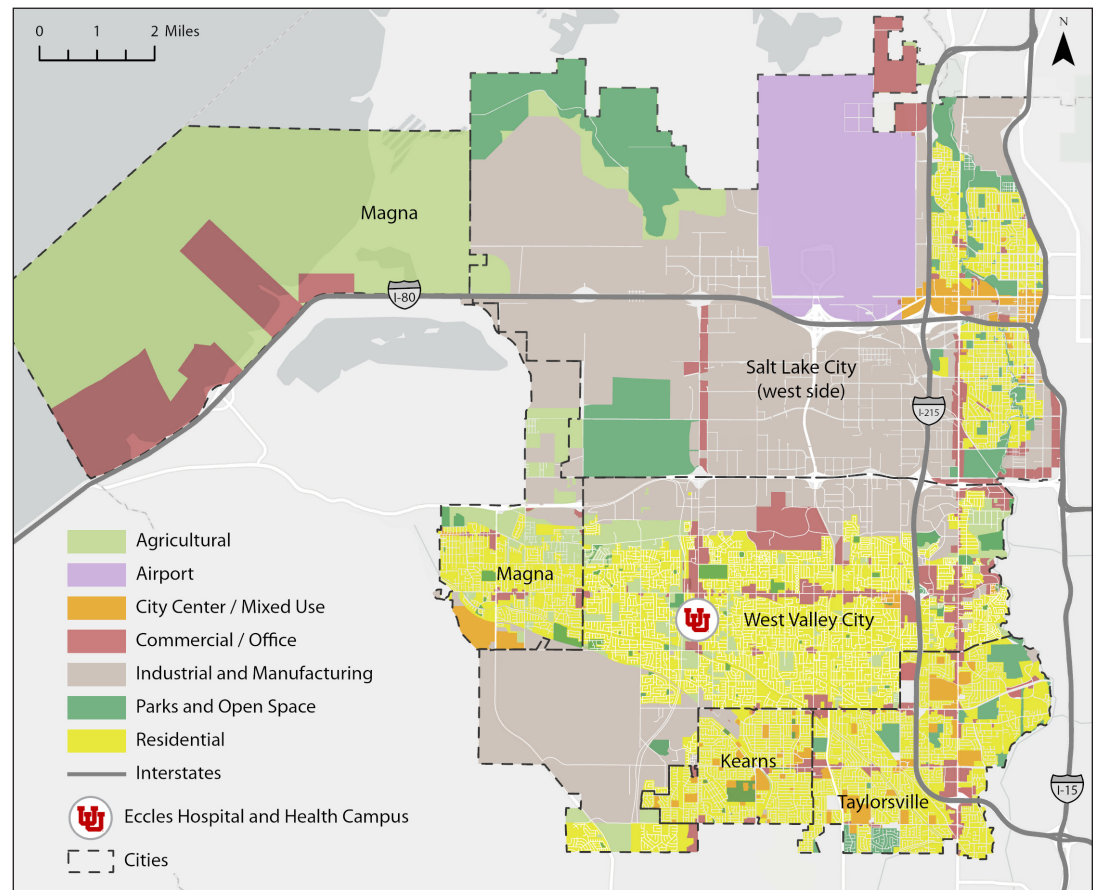 0 1 2 Miles
N
Magna
I-80
Salt Lake City
(west side)
I-215
Magna
West Valley City
Kearns
Taylorsville
I-15
Agricultural
Airport
City Center / Mixed Use
Commercial / Office
Industrial and Manufacturing
Parks and Open Space
Residential
Interstates
Eccles Hospital and Health Campus
Cities
U
U